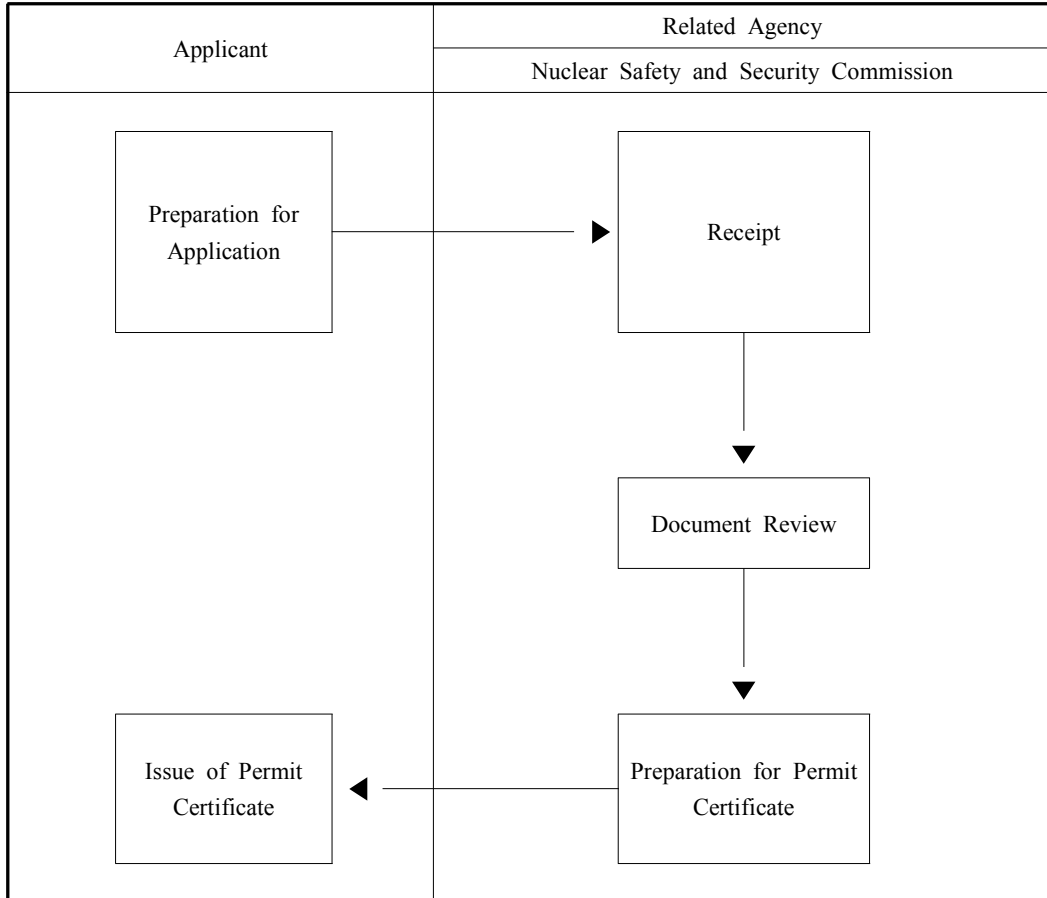 Applicant
Related Agency
Nuclear Safety and Security Commission
Preparation for
Application
Receipt
Document Review
Issue of Permit
Certificate
Preparation for Permit
Certificate